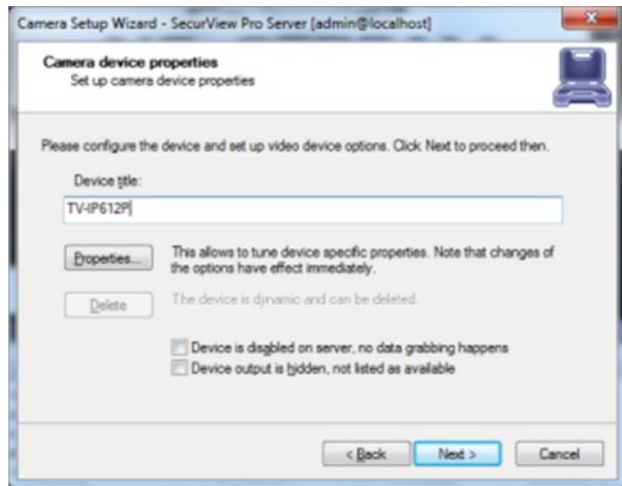 Camera Setup Wizard - SecurView Pro Server [admin@localhost]
Camera device properties
Set up camera device properties
Please configure the device and set up video device options. Click Next to proceed then.
Device title:
TV-IP612P
Properties...
This allows to tune device specific properties. Note that changes of
the options have effect immediately.
Delete
The device is dynamic and can be deleted.
Device is disabled on server, no data grabbing happens
Device output is hidden, not listed as available
< Back
Next >
Cancel